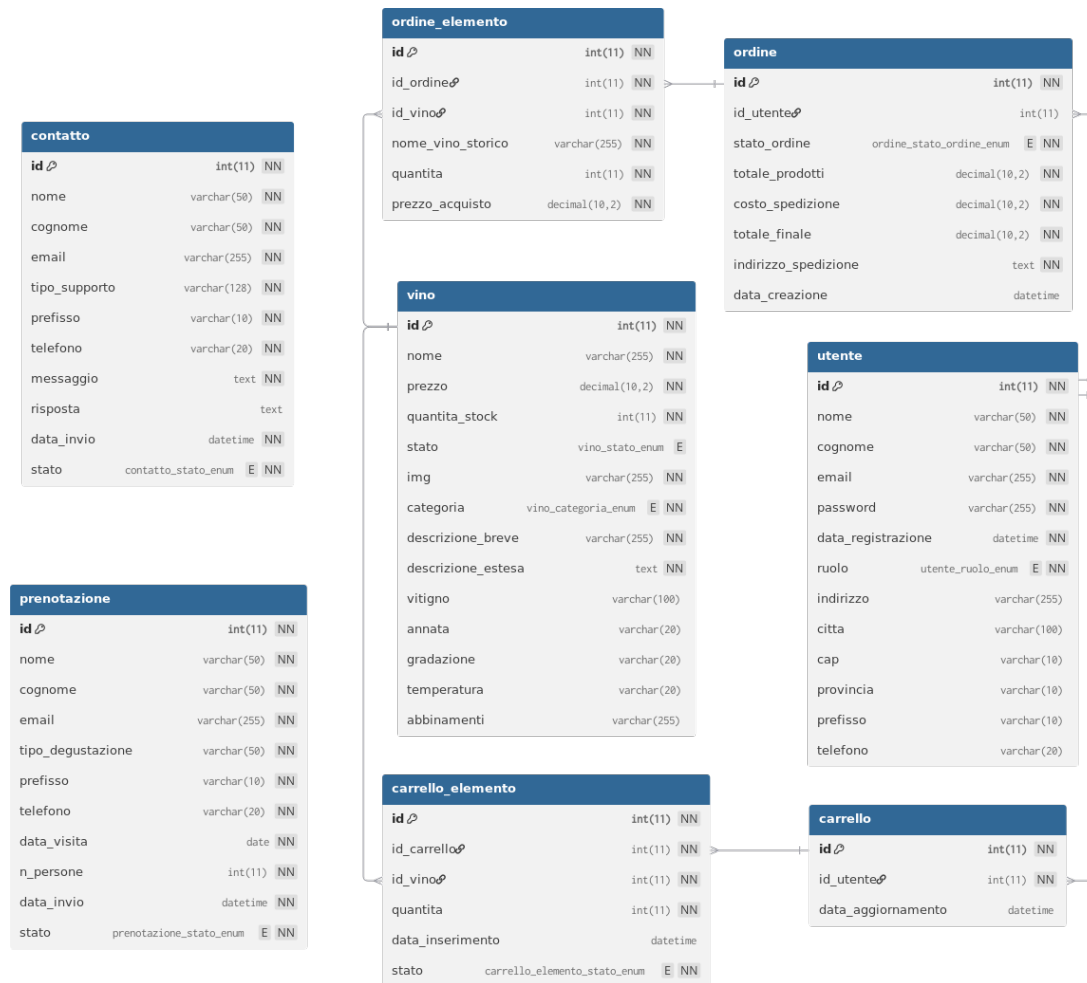 ordine_elemento
id int(11) NN
id_ordine int(11) NN
id_vino int(11) NN
nome_vino_storico varchar(255) NN
quantita int(11) NN
prezzo_acquisto decimal(10,2) NN
ordine
id int(11) NN
id_utente int(11)
stato_ordine ordine_stato_ordine_enum E NN
totale_prodotti decimal(10,2) NN
costo_spedizione decimal(10,2) NN
totale_finale decimal(10,2) NN
indirizzo_spedizione text NN
data_creazione datetime
contatto
id int(11) NN
nome varchar(50) NN
cognome varchar(50) NN
email varchar(255) NN
tipo_supporto varchar(128) NN
prefisso varchar(10) NN
telefono varchar(20) NN
messaggio text NN
risposta text
data_invio datetime NN
stato contatto_stato_enum E NN
vino
id int(11) NN
nome varchar(255) NN
prezzo decimal(10,2) NN
quantita_stock int(11) NN
stato vino_stato_enum E
img varchar(255) NN
categoria vino_categoria_enum E NN
descrizione_breve varchar(255) NN
descrizione_estesa text NN
vitigno varchar(100)
annata varchar(20)
gradazione varchar(20)
temperatura varchar(20)
abbinamenti varchar(255)
utente
id int(11) NN
nome varchar(50) NN
cognome varchar(50) NN
email varchar(255) NN
password varchar(255) NN
data_registrazione datetime NN
ruolo utente_ruolo_enum E NN
indirizzo varchar(255)
citta varchar(100)
cap varchar(10)
provincia varchar(10)
prefisso varchar(10)
telefono varchar(20)
prenotazione
id int(11) NN
nome varchar(50) NN
cognome varchar(50) NN
email varchar(255) NN
tipo_degustazione varchar(50) NN
prefisso varchar(10) NN
telefono varchar(20) NN
data_visita date NN
n_persone int(11) NN
data_invio datetime NN
stato prenotazione_stato_enum E NN
carrello_elemento
id int(11) NN
id_carrello int(11) NN
id_vino int(11) NN
quantita int(11) NN
data_inserimento datetime
stato carrello_elemento_stato_enum E NN
carrello
id int(11) NN
id_utente int(11) NN
data_aggiornamento datetime